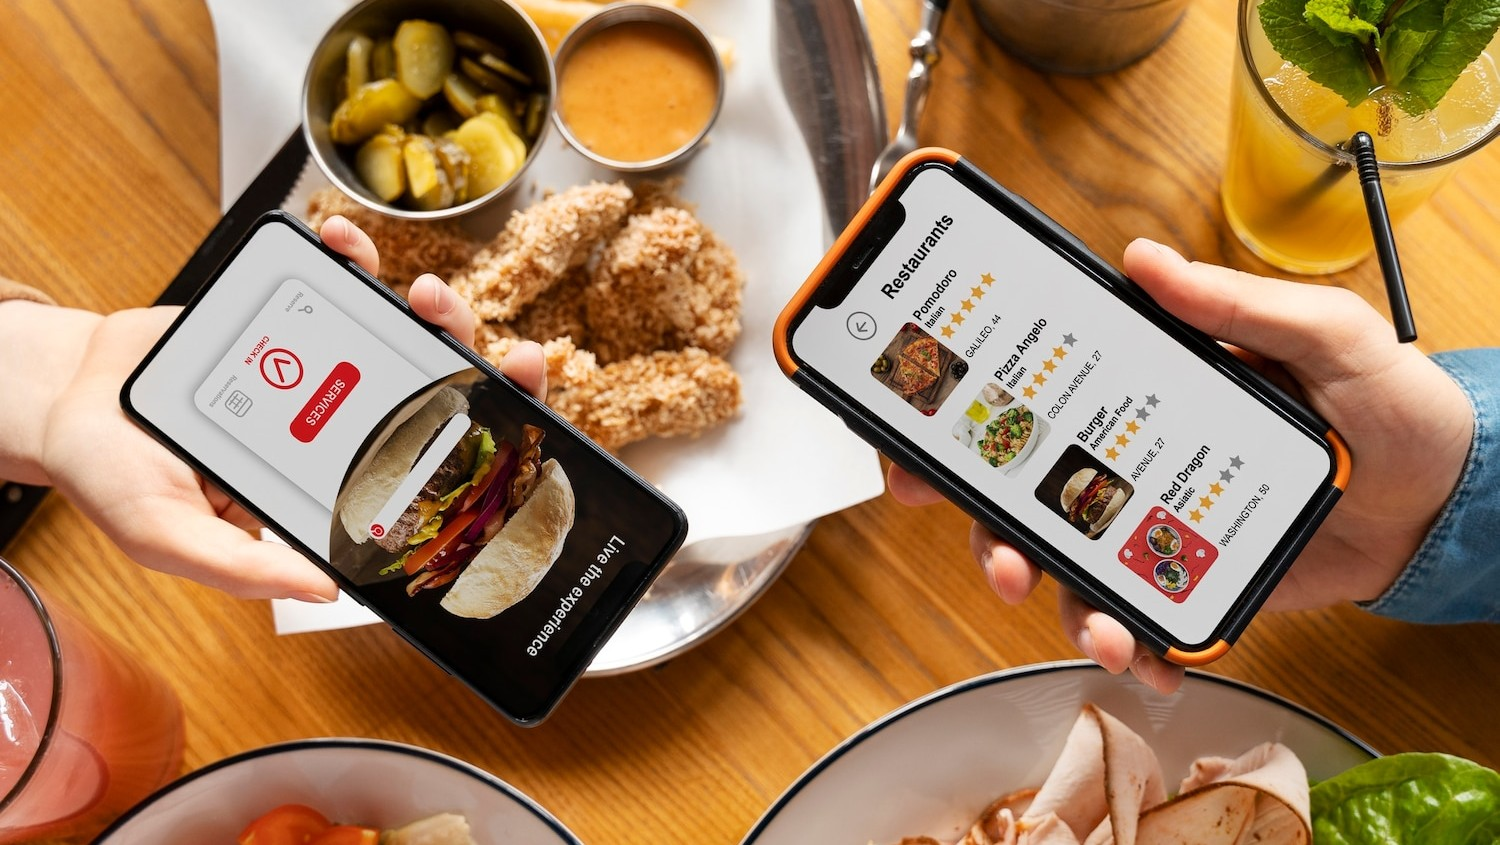 Reserve
CHECK IN
Reservations
SERVICES
Live the experience
Restaurants
Pomodoro
Italian
GALILEO, 44
Pizza Angelo
Italian
COLON AVENUE, 27
Burger
American Food
AVENUE, 27
Red Dragon
Asiatic
WASHINGTON, 50